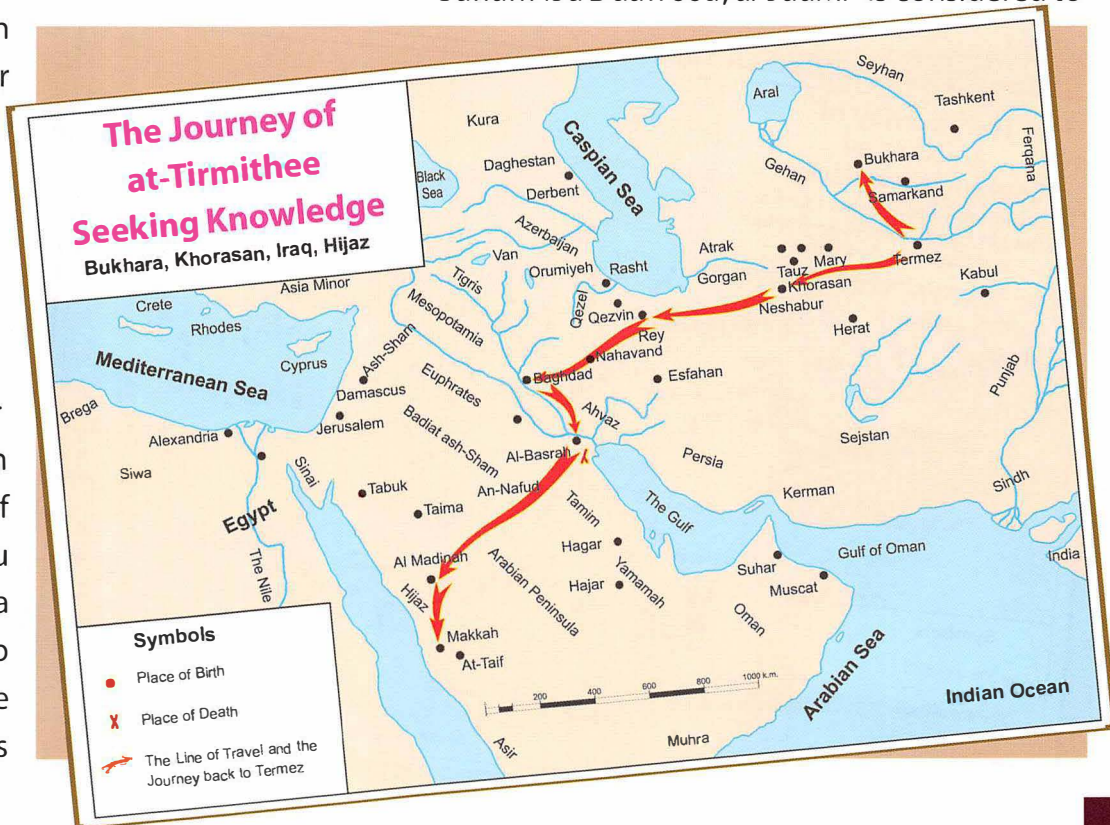 Seyhan
Aral
Tashkent
Kura
Caspian Sea
Ferqana
Bukhara
Daghestan
Black
Sea
Gehan
Derbent
Samarkand
The Journey of
at-Tirmithee
Seeking Knowledge
Bukhara, Khorasan, Iraq, Hijaz
Azerbaijan
Van
Atrak
Mary
Termez
Orumiyeh
Rasht
Tauz
Kabul
Gorgan
Khorasan
Asia Minor
Tigris
Qezel
Crete
Mesopotamia
Qezvin
Neshabur
Rhodes
Rey
Herat
Nahavand
Cyprus
Ash-Sham
Mediterranean Sea
Baghdad
Esfahan
Euphrates
Punjab
Damascus
Brega
Ahvaz
Jerusalem
Badiat ash-Sham
Alexandria
Sejstan
Al-Basrah
Siwa
Sinai
Persia
Tabuk
An-Nafud
Kerman
Sindh
Egypt
Taima
Tamim
The Gulf
Hagar
Al Madinah
Gulf of Oman
India
The Nile
Arabian Peninsula
Suhar
Hijaz
Hajar
Yamamah
Muscat
Oman
Makkah
At-Taif
Arabian Sea
Indian Ocean
200
400
600
800
1000 k.m.
Asir
Muhra
Symbols
Place of Birth
Place of Death
The Line of Travel and the
Journey back to Termez